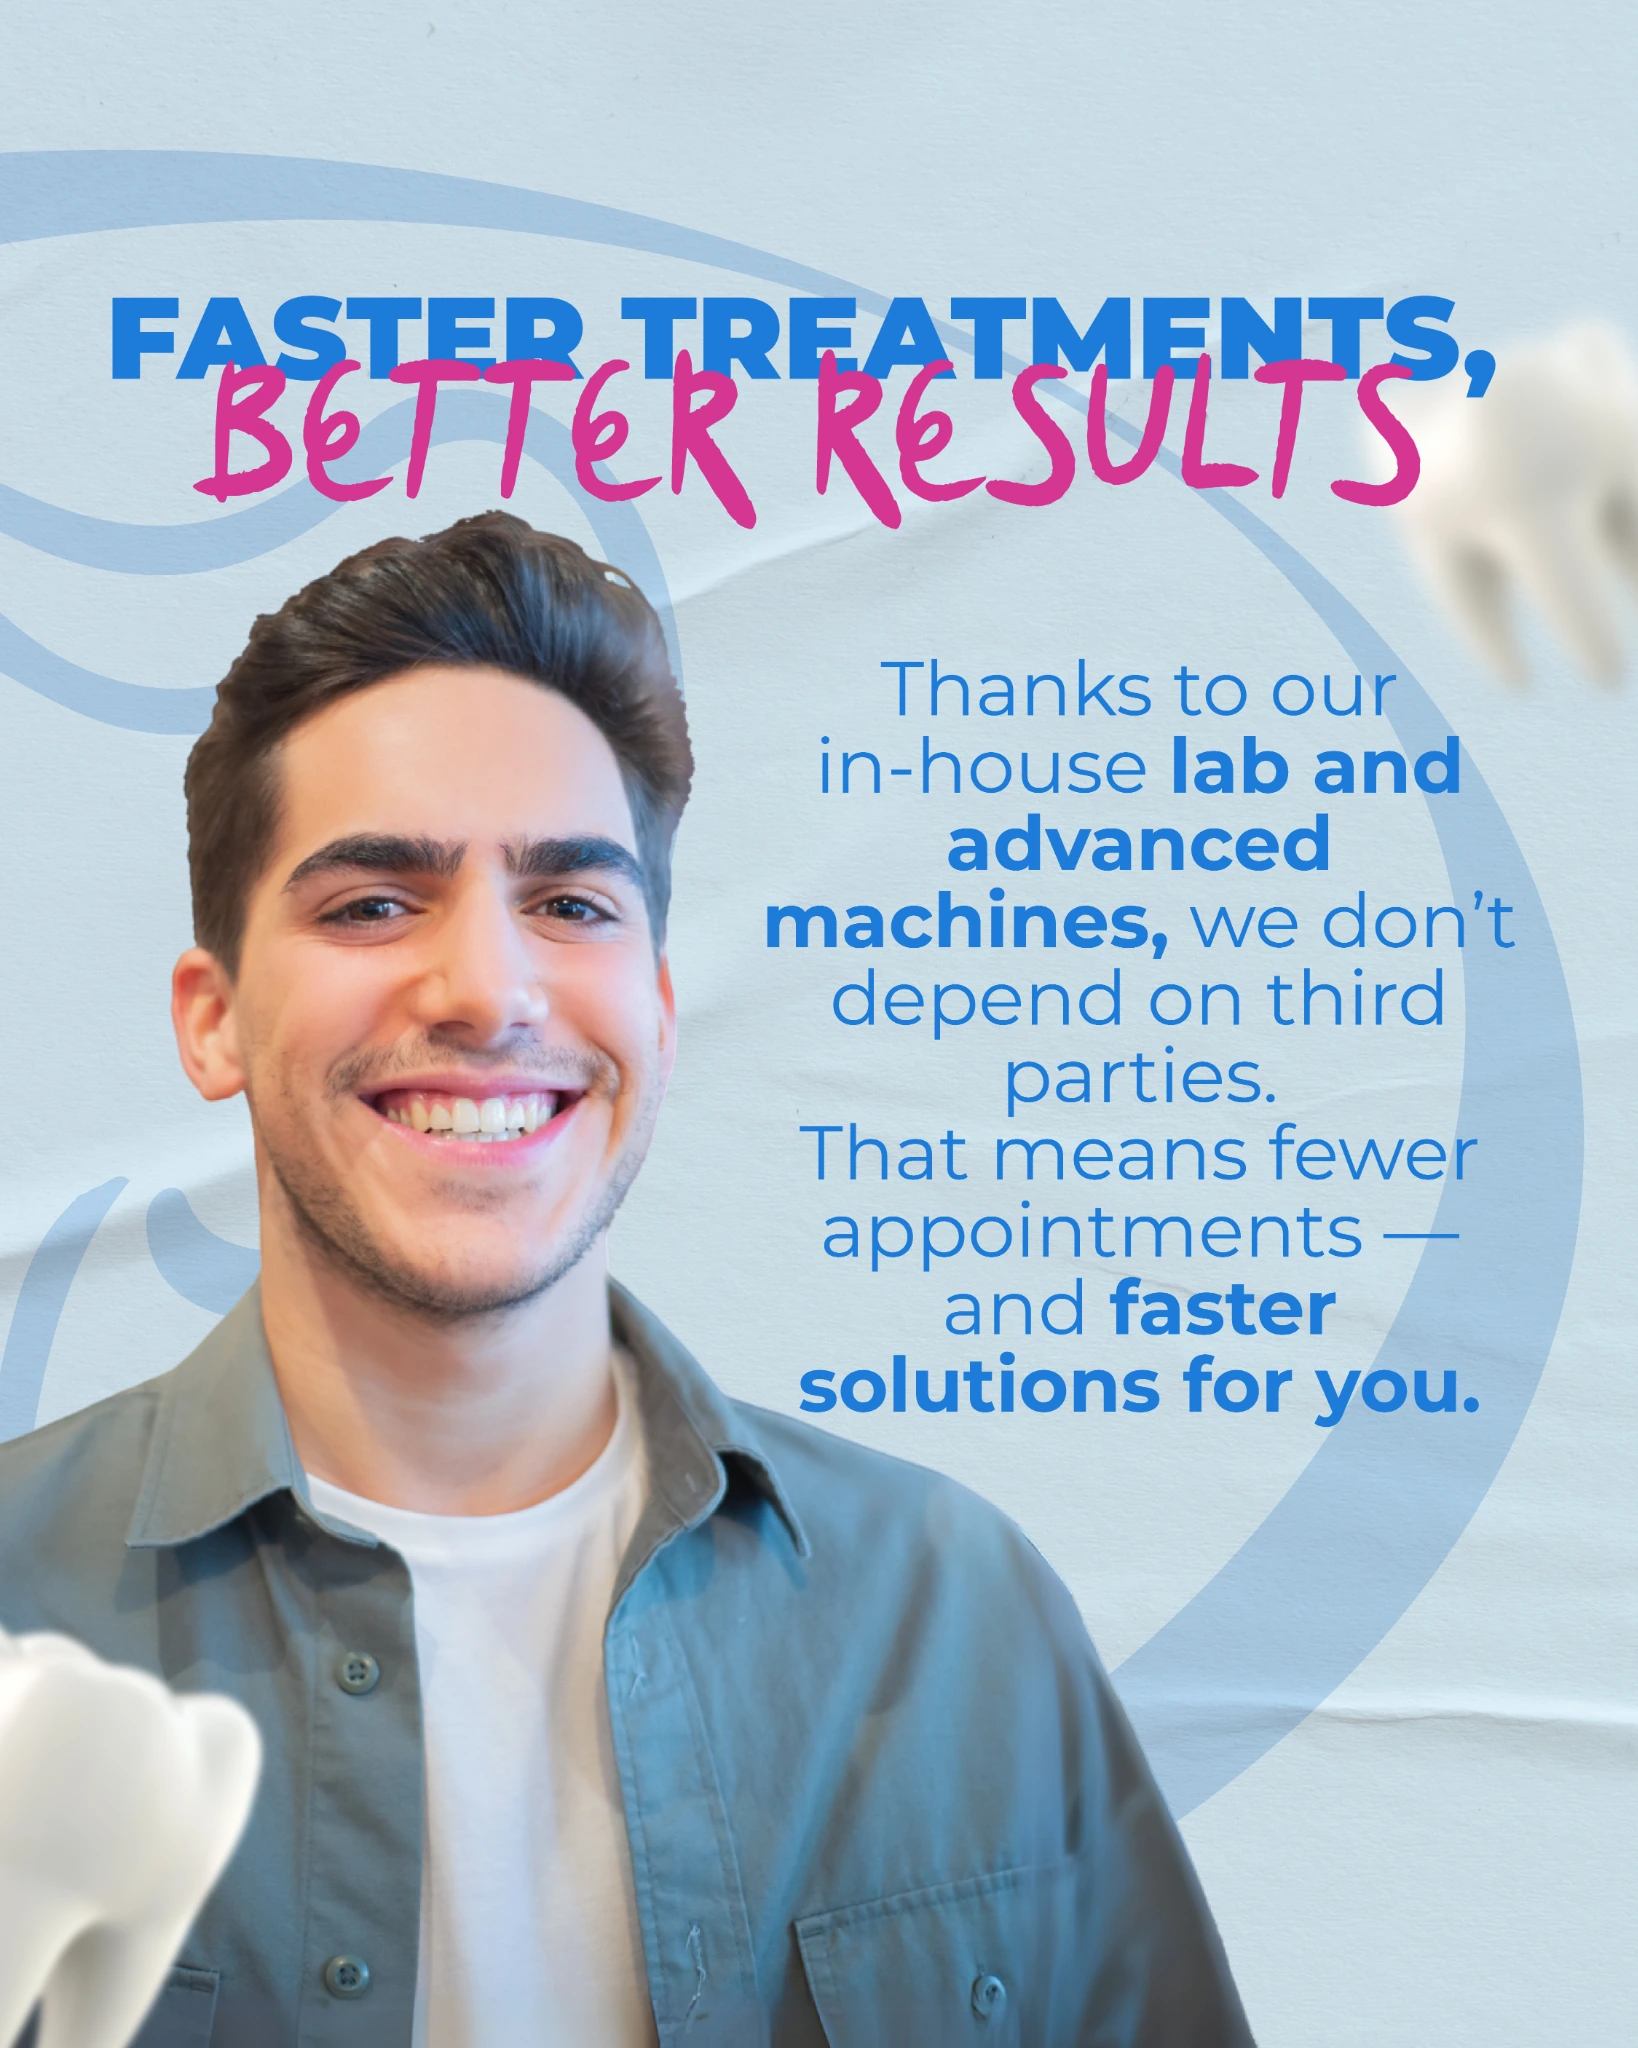 FASTER TREATMENTS,
BETTER RESULTS
Thanks to our
in-house lab and
advanced
machines, we don’t
depend on third
parties.
That means fewer
appointments —
and faster
solutions for you.